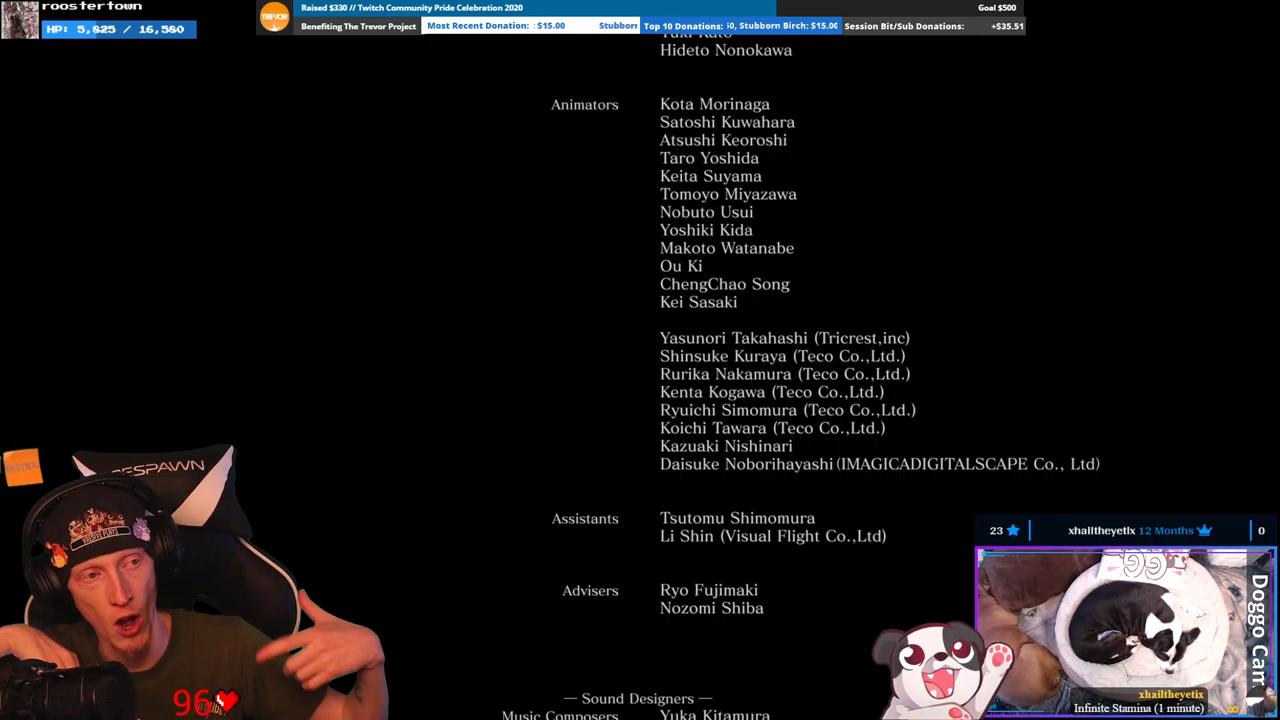 roostertown
HP: 5,825 / 16,580
Raised $330 // Twitch Community Pride Celebration 2020
Goal $500
TREVOR
Benefiting The Trevor Project
Most Recent Donation: : $15.00
Stubborn
Top 10 Donations: i0, Stubborn Birch: $15.00
Session Bit/Sub Donations: +$35.51
Yuki Kato
Hideto Nonokawa
Animators
Kota Morinaga
Satoshi Kuwahara
Atsushi Keoroshi
Taro Yoshida
Keita Suyama
Tomoyo Miyazawa
Nobuto Usui
Yoshiki Kida
Makoto Watanabe
Ou Ki
ChengChao Song
Kei Sasaki
Yasunori Takahashi (Tricrest,inc)
Shinsuke Kuraya (Teco Co.,Ltd.)
Rurika Nakamura (Teco Co.,Ltd.)
Kenta Kogawa (Teco Co.,Ltd.)
Ryuichi Simomura (Teco Co.,Ltd.)
Koichi Tawara (Teco Co.,Ltd.)
Kazuaki Nishinari
Daisuke Noborihayashi(IMAGICADIGITALSCAPE Co., Ltd)
Assistants
Tsutomu Shimomura
Li Shin (Visual Flight Co.,Ltd)
Advisers
Ryo Fujimaki
Nozomi Shiba
— Sound Designers —
Music Composers
Yuka Kitamura
RESPAWN
96
23
xhailtheyetix 12 Months
0
GG
Doggo Cam
xhailtheyetix
Infinite Stamina (1 minute)